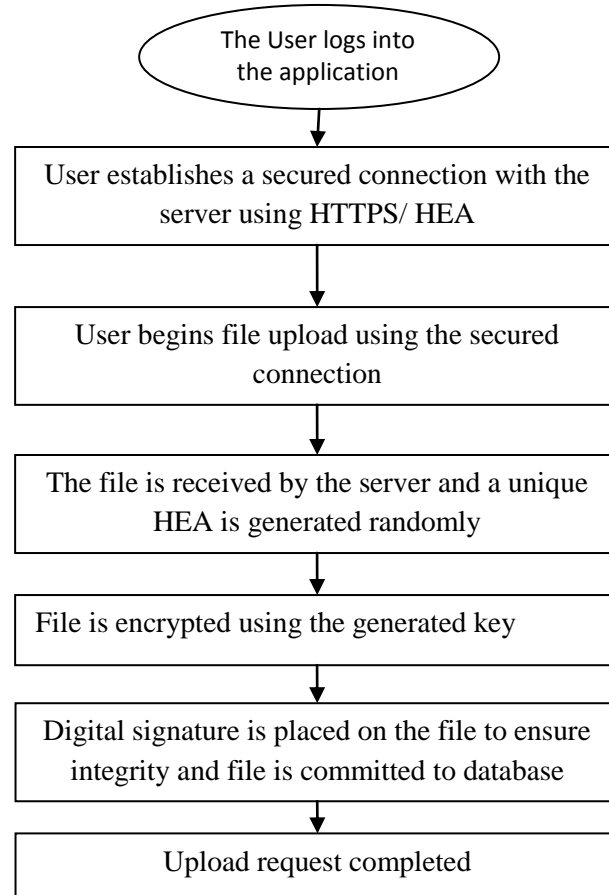 The User logs into
the application
User establishes a secured connection with the
server using HTTPS/ HEA
User begins file upload using the secured
connection
The file is received by the server and a unique
HEA is generated randomly
File is encrypted using the generated key
Digital signature is placed on the file to ensure
integrity and file is committed to database
Upload request completed